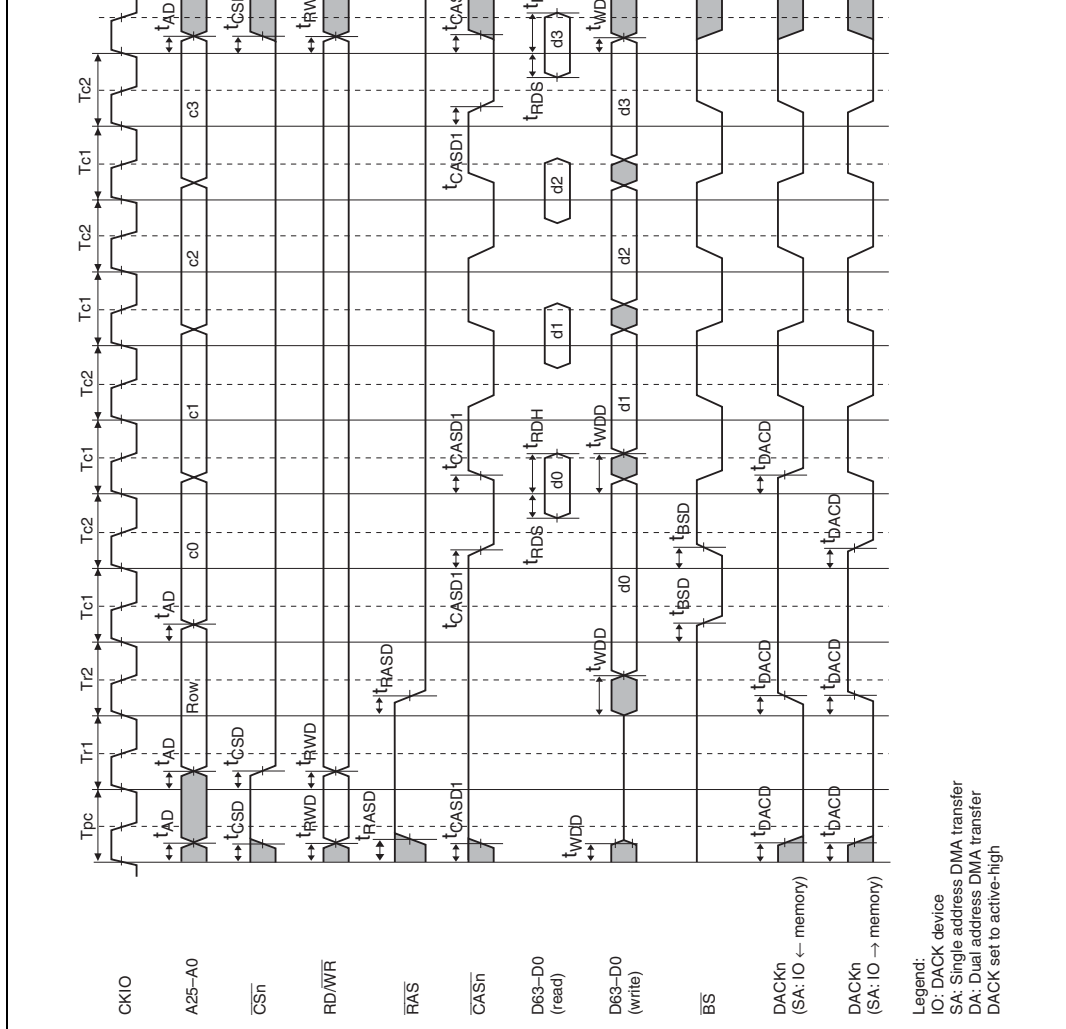 Tpc Tr1 Tr2 Tc1 Tc2 Tc1 Tc2 Tc1 Tc2 Tc1 Tc2
CKIO
tAD tAD tAD tAD
A25–A0 Row c0 c1 c2 c3
tCSD tCSD
CSn
tRWD tRWD
RD/WR
tRASD tRASD
RAS
tCASD1 tCASD1 tCASD1 tCASD1
CASn
tRDS tRDH tRDS
D63–D0 d0 d1 d2 d3
(read)
tWDD tWDD tWDD
D63–D0 d0 d1 d2 d3
(write)
tBSD tBSD
BS
tDACD tDACD tDACD
DACKn
(SA: IO ← memory)
tDACD tDACD tDACD
DACKn
(SA: IO → memory)
Legend:
IO: DACK device
SA: Single address DMA transfer
DA: Dual address DMA transfer
DACK set to active-high